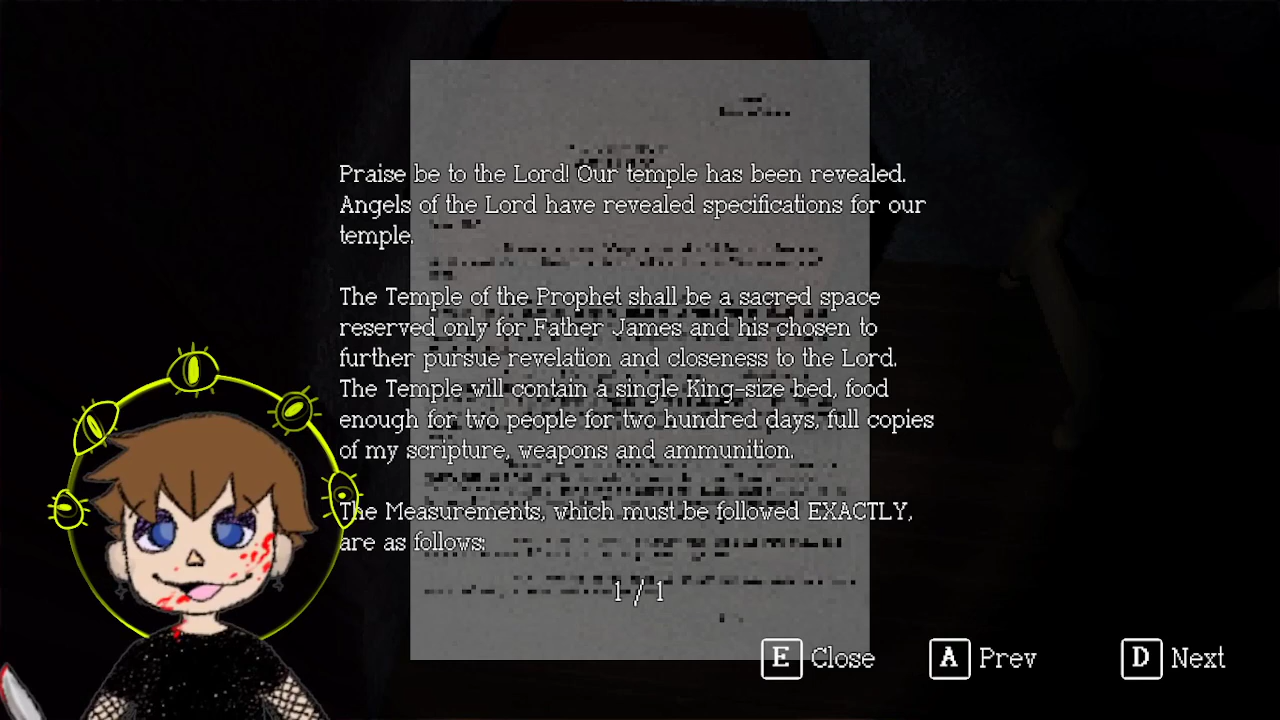 Praise be to the Lord! Our temple has been revealed.
Angels of the Lord have revealed specifications for our
temple.
The Temple of the Prophet shall be a sacred space
reserved only for Father James and his chosen to
further pursue revelation and closeness to the Lord.
The Temple will contain a single King-size bed, food
enough for two people for two hundred days, full copies
of my scripture, weapons and ammunition.
The Measurements, which must be followed EXACTLY,
are as follows:
1 / 1
E Close A Prev D Next